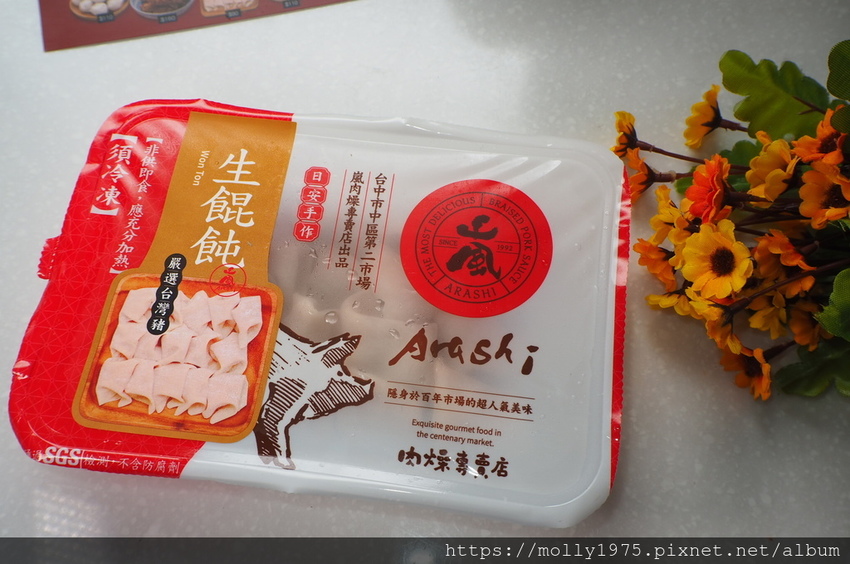 【須冷凍】
【非供即食,應充分加熱】
生餛飩
Won Ton
嚴選台灣豬
日安手作
台中市中區第二市場
嵐肉燥專賣店出品
THE MOST DELICIOUS BRAISED PORK SAUCE
SINCE 1992
嵐
ARASHI
Arashi
隱身於百年市場的超人氣美味
Exquisite gourmet food in
the centenary market.
肉燥專賣店
SGS檢測,不含防腐劑
https://molly1975.pixnet.net/album